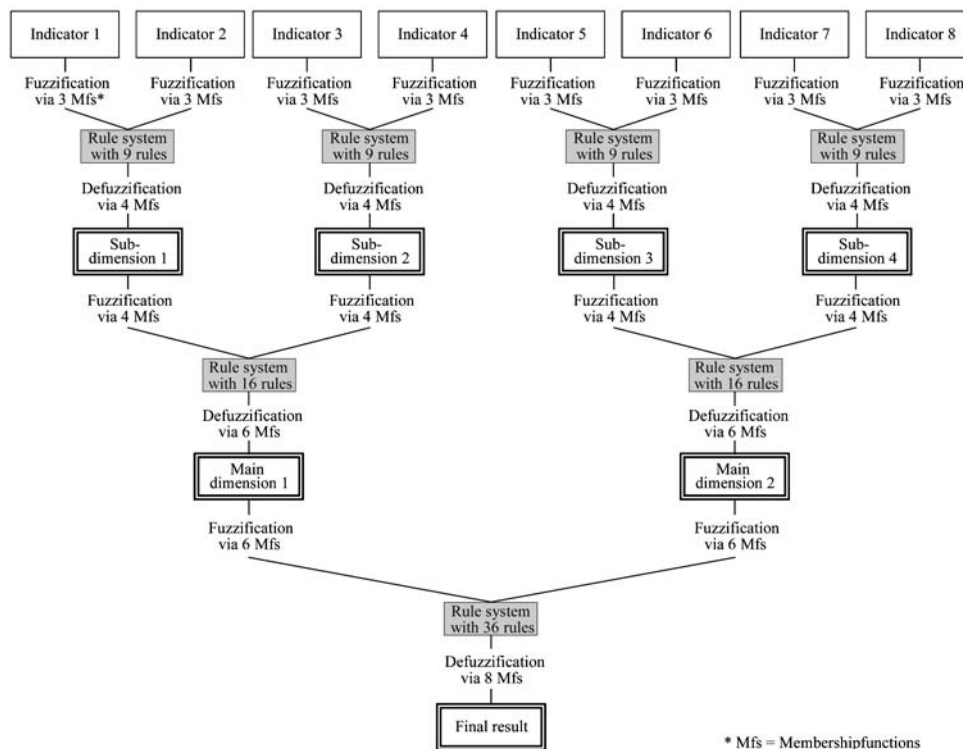 Indicator 1
Indicator 2
Indicator 3
Indicator 4
Indicator 5
Indicator 6
Indicator 7
Indicator 8
Fuzzification
via 3 Mfs*
Fuzzification
via 3 Mfs
Fuzzification
via 3 Mfs
Fuzzification
via 3 Mfs
Fuzzification
via 3 Mfs
Fuzzification
via 3 Mfs
Fuzzification
via 3 Mfs
Fuzzification
via 3 Mfs
Rule system
with 9 rules
Rule system
with 9 rules
Rule system
with 9 rules
Rule system
with 9 rules
Defuzzification
via 4 Mfs
Defuzzification
via 4 Mfs
Defuzzification
via 4 Mfs
Defuzzification
via 4 Mfs
Sub-
dimension 1
Sub-
dimension 2
Sub-
dimension 3
Sub-
dimension 4
Fuzzification
via 4 Mfs
Fuzzification
via 4 Mfs
Fuzzification
via 4 Mfs
Fuzzification
via 4 Mfs
Rule system
with 16 rules
Rule system
with 16 rules
Defuzzification
via 6 Mfs
Defuzzification
via 6 Mfs
Main
dimension 1
Main
dimension 2
Fuzzification
via 6 Mfs
Fuzzification
via 6 Mfs
Rule system
with 36 rules
Defuzzification
via 8 Mfs
Final result
* Mfs = Membershipfunctions